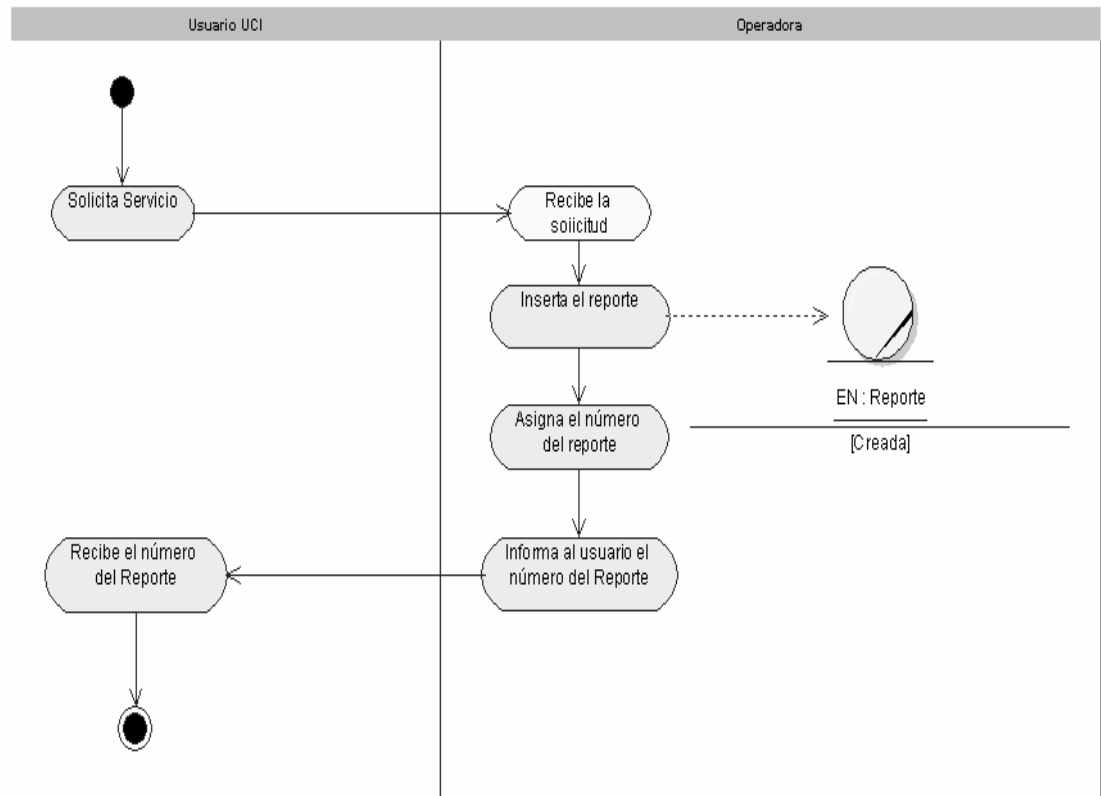 Usuario UCI
Operadora
Solicita Servicio
Recibe la
soiicitud
Inserta el reporte
EN : Reporte
[Creada]
Asigna el número
del reporte
Informa al usuario el
número del Reporte
Recibe el número
del Reporte